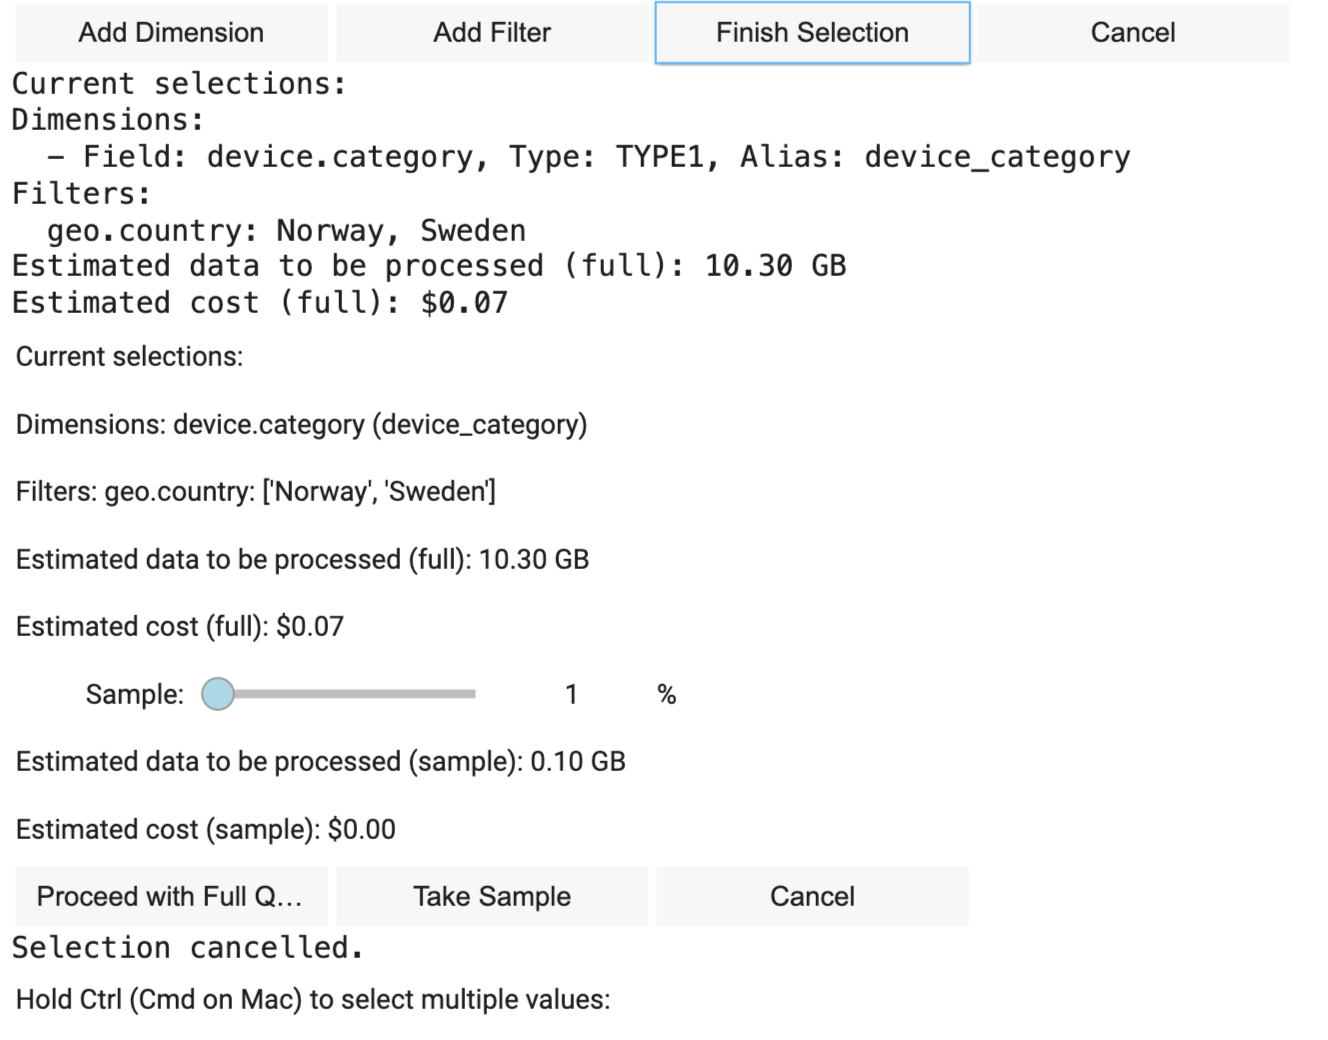 Add Dimension Add Filter Finish Selection Cancel
Current selections:
Dimensions:
– Field: device.category, Type: TYPE1, Alias: device_category
Filters:
geo.country: Norway, Sweden
Estimated data to be processed (full): 10.30 GB
Estimated cost (full): $0.07
Current selections:
Dimensions: device.category (device_category)
Filters: geo.country: ['Norway', 'Sweden']
Estimated data to be processed (full): 10.30 GB
Estimated cost (full): $0.07
Sample: 1 %
Estimated data to be processed (sample): 0.10 GB
Estimated cost (sample): $0.00
Proceed with Full Q... Take Sample Cancel
Selection cancelled.
Hold Ctrl (Cmd on Mac) to select multiple values: